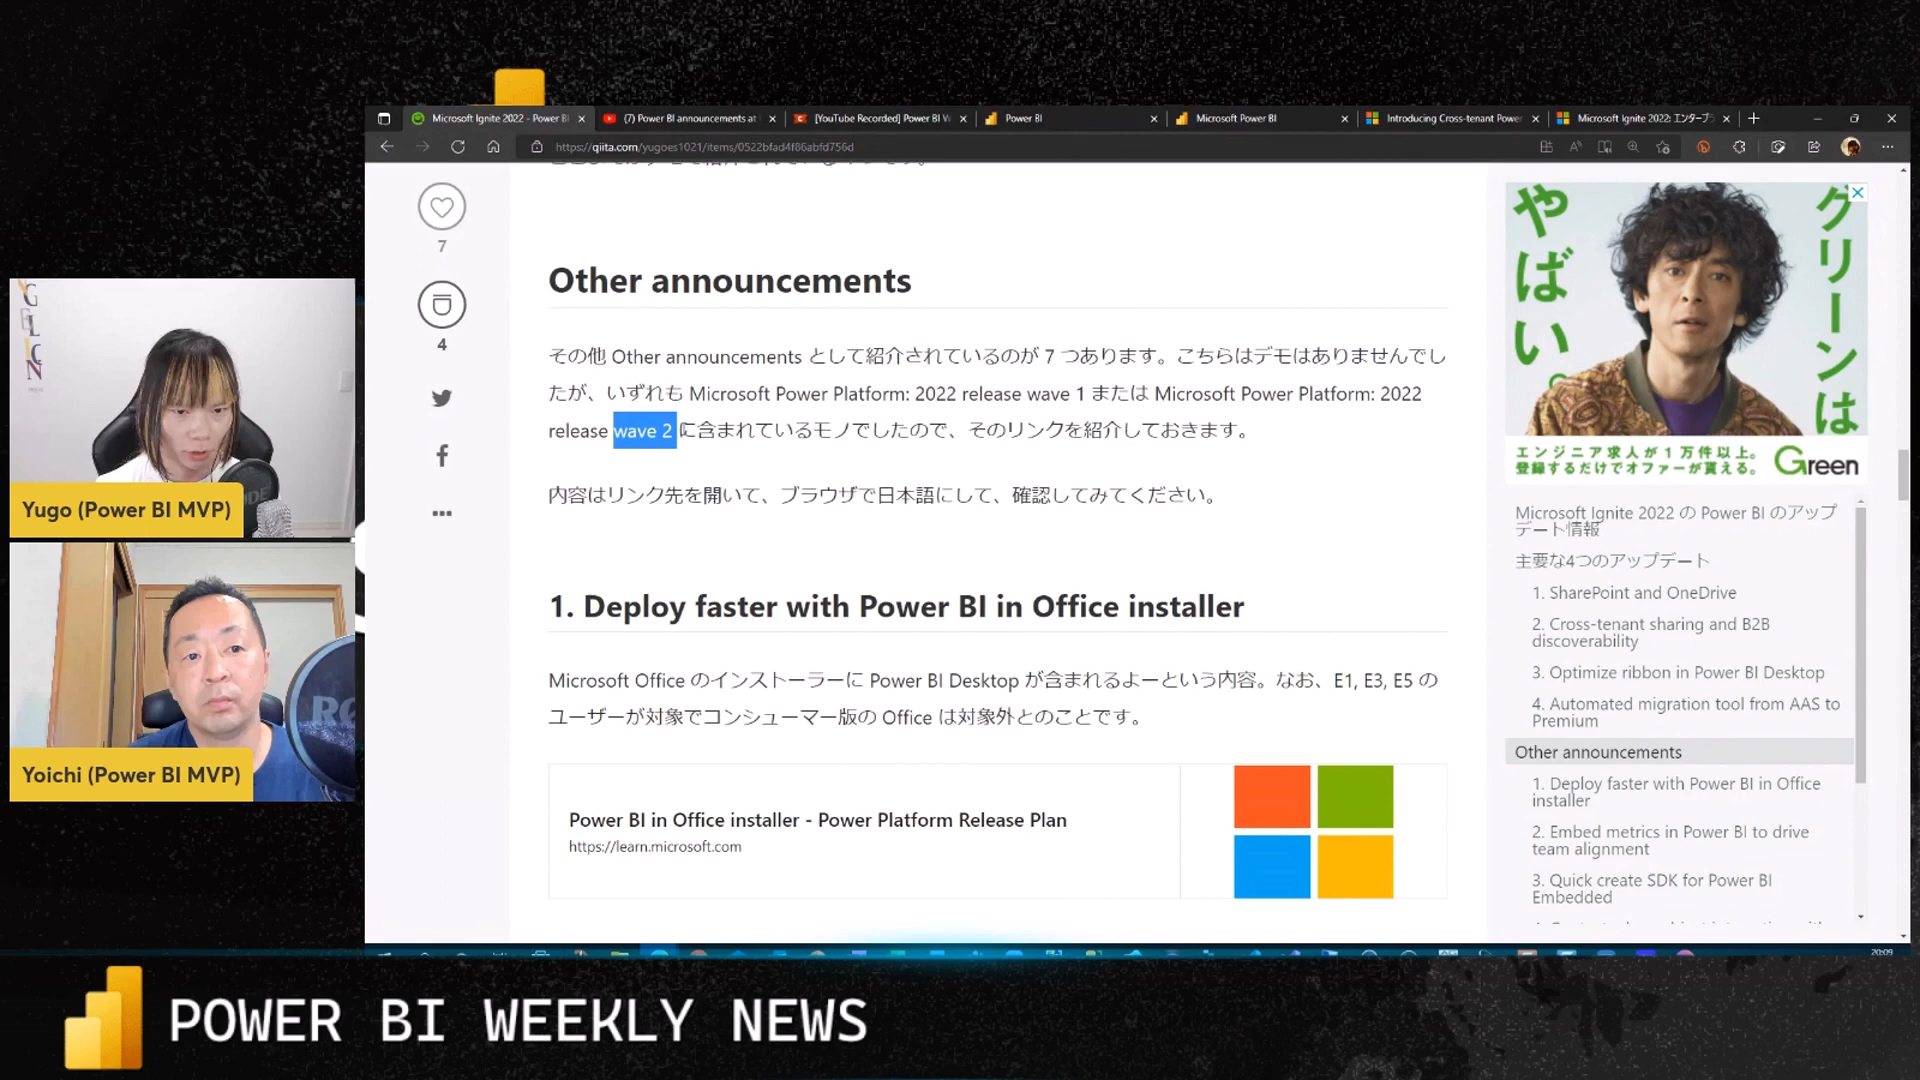 Microsoft Ignite 2022 - Power BI
(7) Power BI announcements at
[YouTube Recorded] Power BI W
Power BI
Microsoft Power BI
Introducing Cross-tenant Power
Microsoft Ignite 2022: エンタープラ
https://qiita.com/yugoes1021/items/0522bfad4f86abfd756d
7
4
Other announcements
その他 Other announcements として紹介されているのが 7 つあります。こちらはデモはありませんでし
たが、いずれも Microsoft Power Platform: 2022 release wave 1 または Microsoft Power Platform: 2022
release wave 2 に含まれているモノでしたので、そのリンクを紹介しておきます。
内容はリンク先を開いて、ブラウザで日本語にして、確認してみてください。
1. Deploy faster with Power BI in Office installer
Microsoft Office のインストーラーに Power BI Desktop が含まれるよーという内容。なお、E1, E3, E5 の
ユーザーが対象でコンシューマー版の Office は対象外とのことです。
Power BI in Office installer - Power Platform Release Plan
https://learn.microsoft.com
グリーンは
やばい。
エンジニア求人が1万件以上。
登録するだけでオファーが貰える。
Green
Microsoft Ignite 2022 の Power BI のアップ
デート情報
主要な4つのアップデート
1. SharePoint and OneDrive
2. Cross-tenant sharing and B2B
discoverability
3. Optimize ribbon in Power BI Desktop
4. Automated migration tool from AAS to
Premium
Other announcements
1. Deploy faster with Power BI in Office
installer
2. Embed metrics in Power BI to drive
team alignment
3. Quick create SDK for Power BI
Embedded
Yugo (Power BI MVP)
Yoichi (Power BI MVP)
20:09
POWER BI WEEKLY NEWS